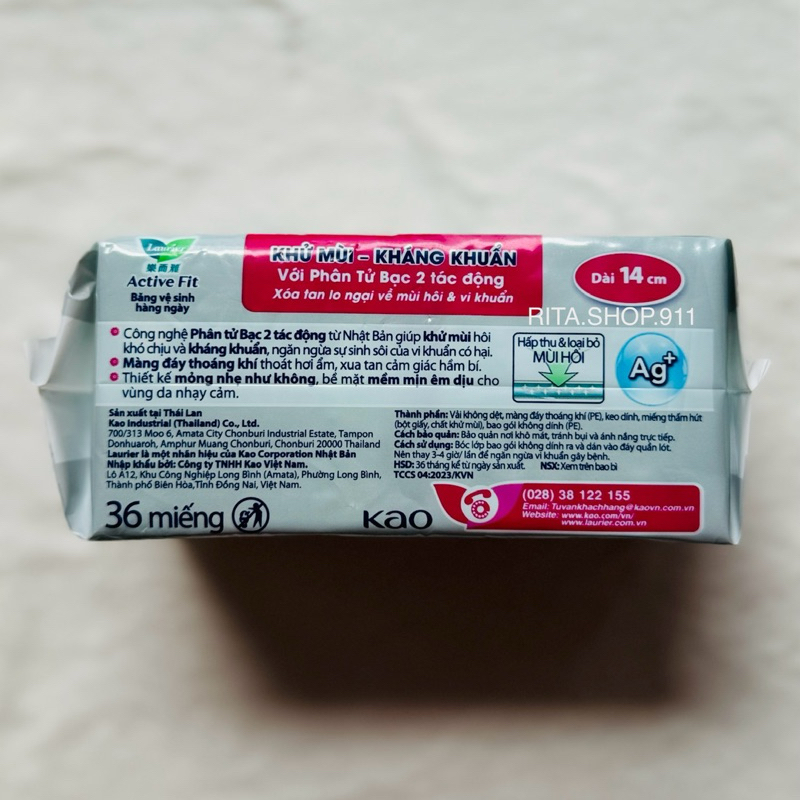 Laurier
樂而雅
Active Fit
Băng vệ sinh
hàng ngày
KHỬ MÙI – KHÁNG KHUẨN
Với Phân Tử Bạc 2 tác động
Xóa tan lo ngại về mùi hôi & vi khuẩn
Dài 14 cm
RITA.SHOP.911
Công nghệ Phân tử Bạc 2 tác động từ Nhật Bản giúp khử mùi hôi
khó chịu và kháng khuẩn, ngăn ngừa sự sinh sôi của vi khuẩn có hại.
Màng đáy thoáng khí thoát hơi ẩm, xua tan cảm giác hầm bí.
Thiết kế mỏng nhẹ như không, bề mặt mềm mịn êm dịu cho
vùng da nhạy cảm.
Hấp thu & loại bỏ
MÙI HÔI
Ag+
Sản xuất tại Thái Lan
Kao Industrial (Thailand) Co., Ltd.
700/313 Moo 6, Amata City Chonburi Industrial Estate, Tampon
Donhuaroh, Amphur Muang Chonburi, Chonburi 20000 Thailand
Laurier là một nhãn hiệu của Kao Corporation Nhật Bản
Nhập khẩu bởi: Công ty TNHH Kao Việt Nam.
Lô A12, Khu Công Nghiệp Long Bình (Amata), Phường Long Bình,
Thành phố Biên Hòa,Tỉnh Đồng Nai, Việt Nam.
Thành phần: Vải không dệt, màng đáy thoáng khí (PE), keo dính, miếng thấm hút
(bột giấy, chất khử mùi), bao gói không dính (PE).
Cách bảo quản: Bảo quản nơi khô mát, tránh bụi và ánh nắng trực tiếp.
Cách sử dụng: Bóc lớp bao gói không dính ra và dán vào đáy quần lót.
Nên thay 3-4 giờ/ lần để ngăn ngừa vi khuẩn gây bệnh.
HSD: 36 tháng kể từ ngày sản xuất. NSX: Xem trên bao bì
TCCS 04:2023/KVN
36 miếng
Kao
(028) 38 122 155
Email: Tuvankhachhang@kaovn.com.vn
Website: www.kao.com/vn/
www.laurier.com.vn